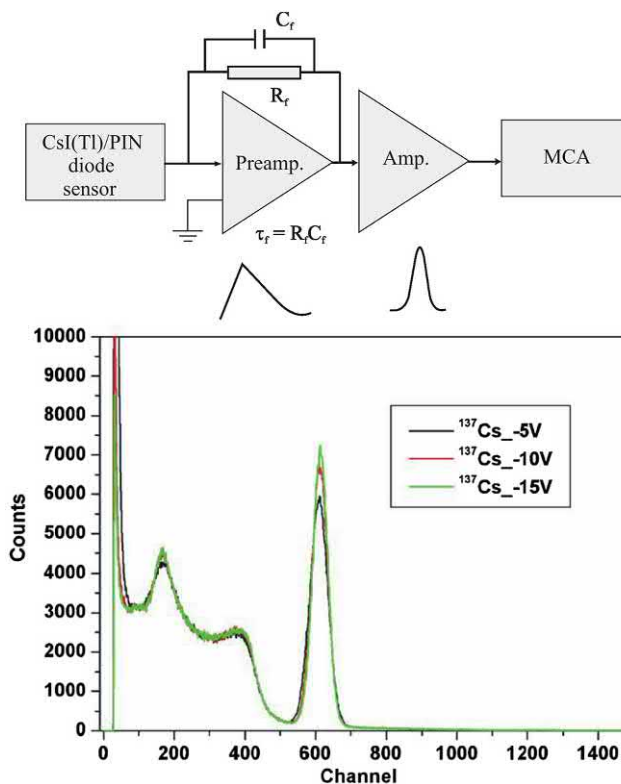 C_f
R_f
CsI(Tl)/PIN
diode
sensor
Preamp.
Amp.
MCA
τ_f = R_fC_f
10000
9000
8000
7000
6000
5000
4000
3000
2000
1000
0
Counts
¹³⁷Cs_-5V
¹³⁷Cs_-10V
¹³⁷Cs_-15V
0 200 400 600 800 1000 1200 1400
Channel